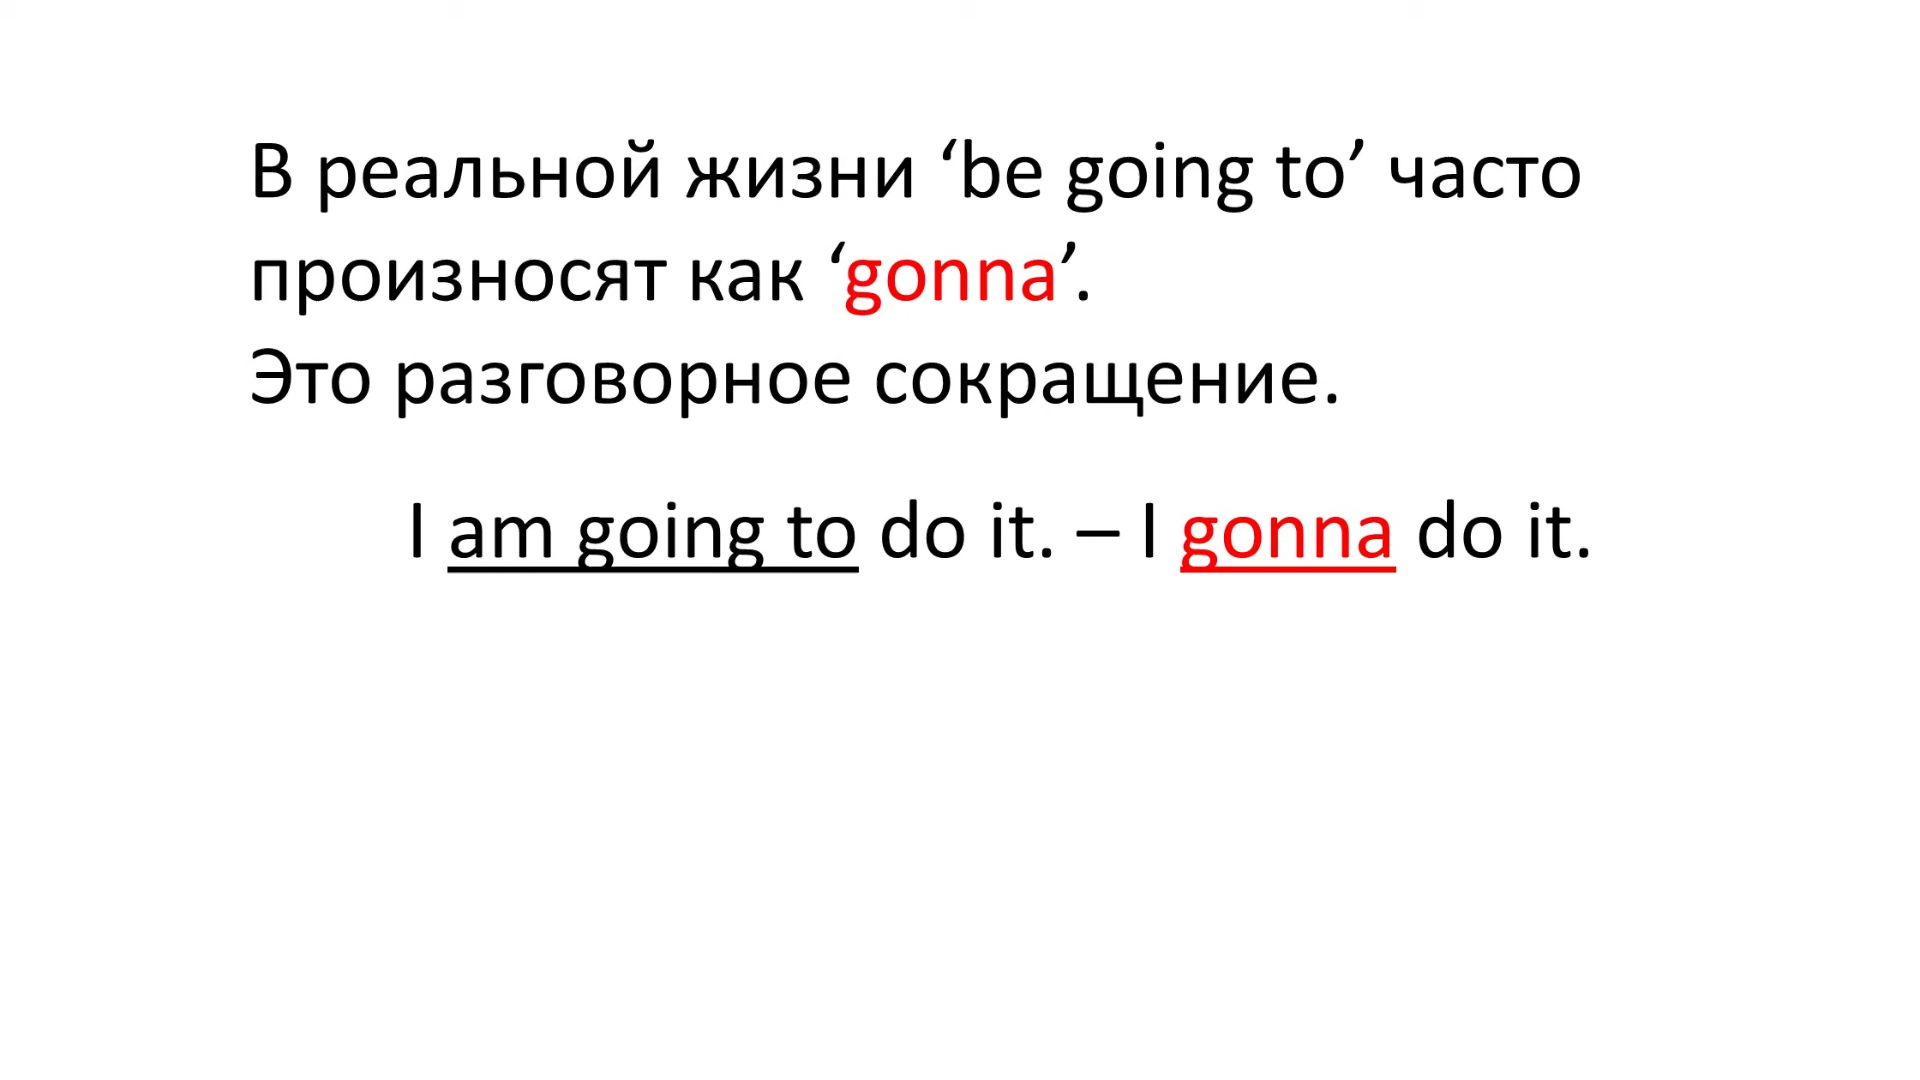 В реальной жизни ‘be going to’ часто
произносят как ‘gonna’.
Это разговорное сокращение.
I am going to do it. – I gonna do it.